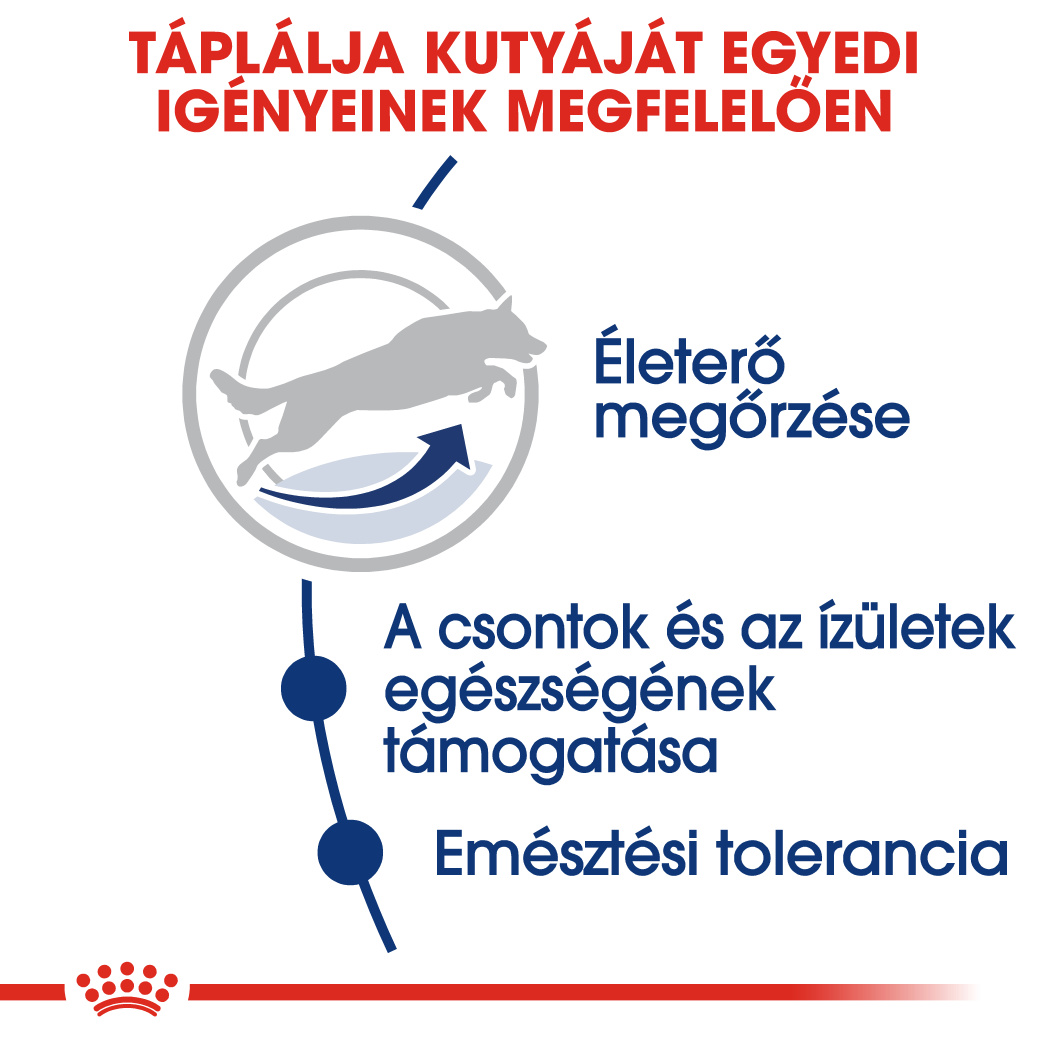 TÁPLÁLJA KUTYÁJÁT EGYEDI
IGÉNYEINEK MEGFELELŐEN
Életerő
megőrzése
A csontok és az ízületek
egészségének
támogatása
Emésztési tolerancia